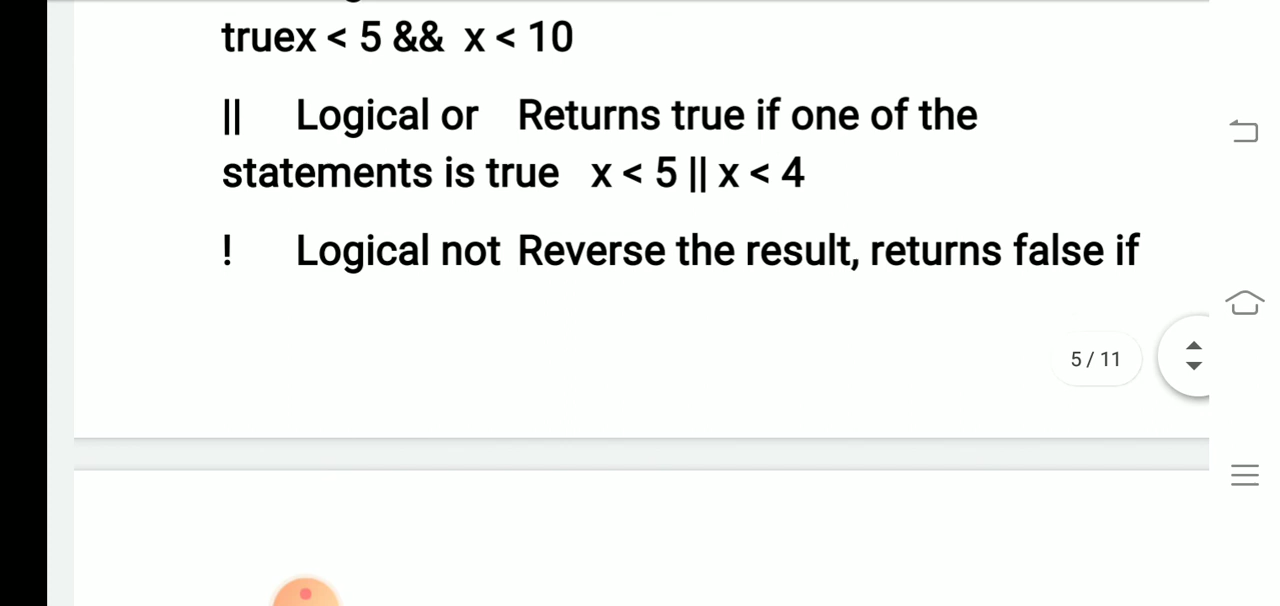 truex < 5 && x < 10
|| Logical or Returns true if one of the
statements is true x < 5 || x < 4
! Logical not Reverse the result, returns false if
5 / 11